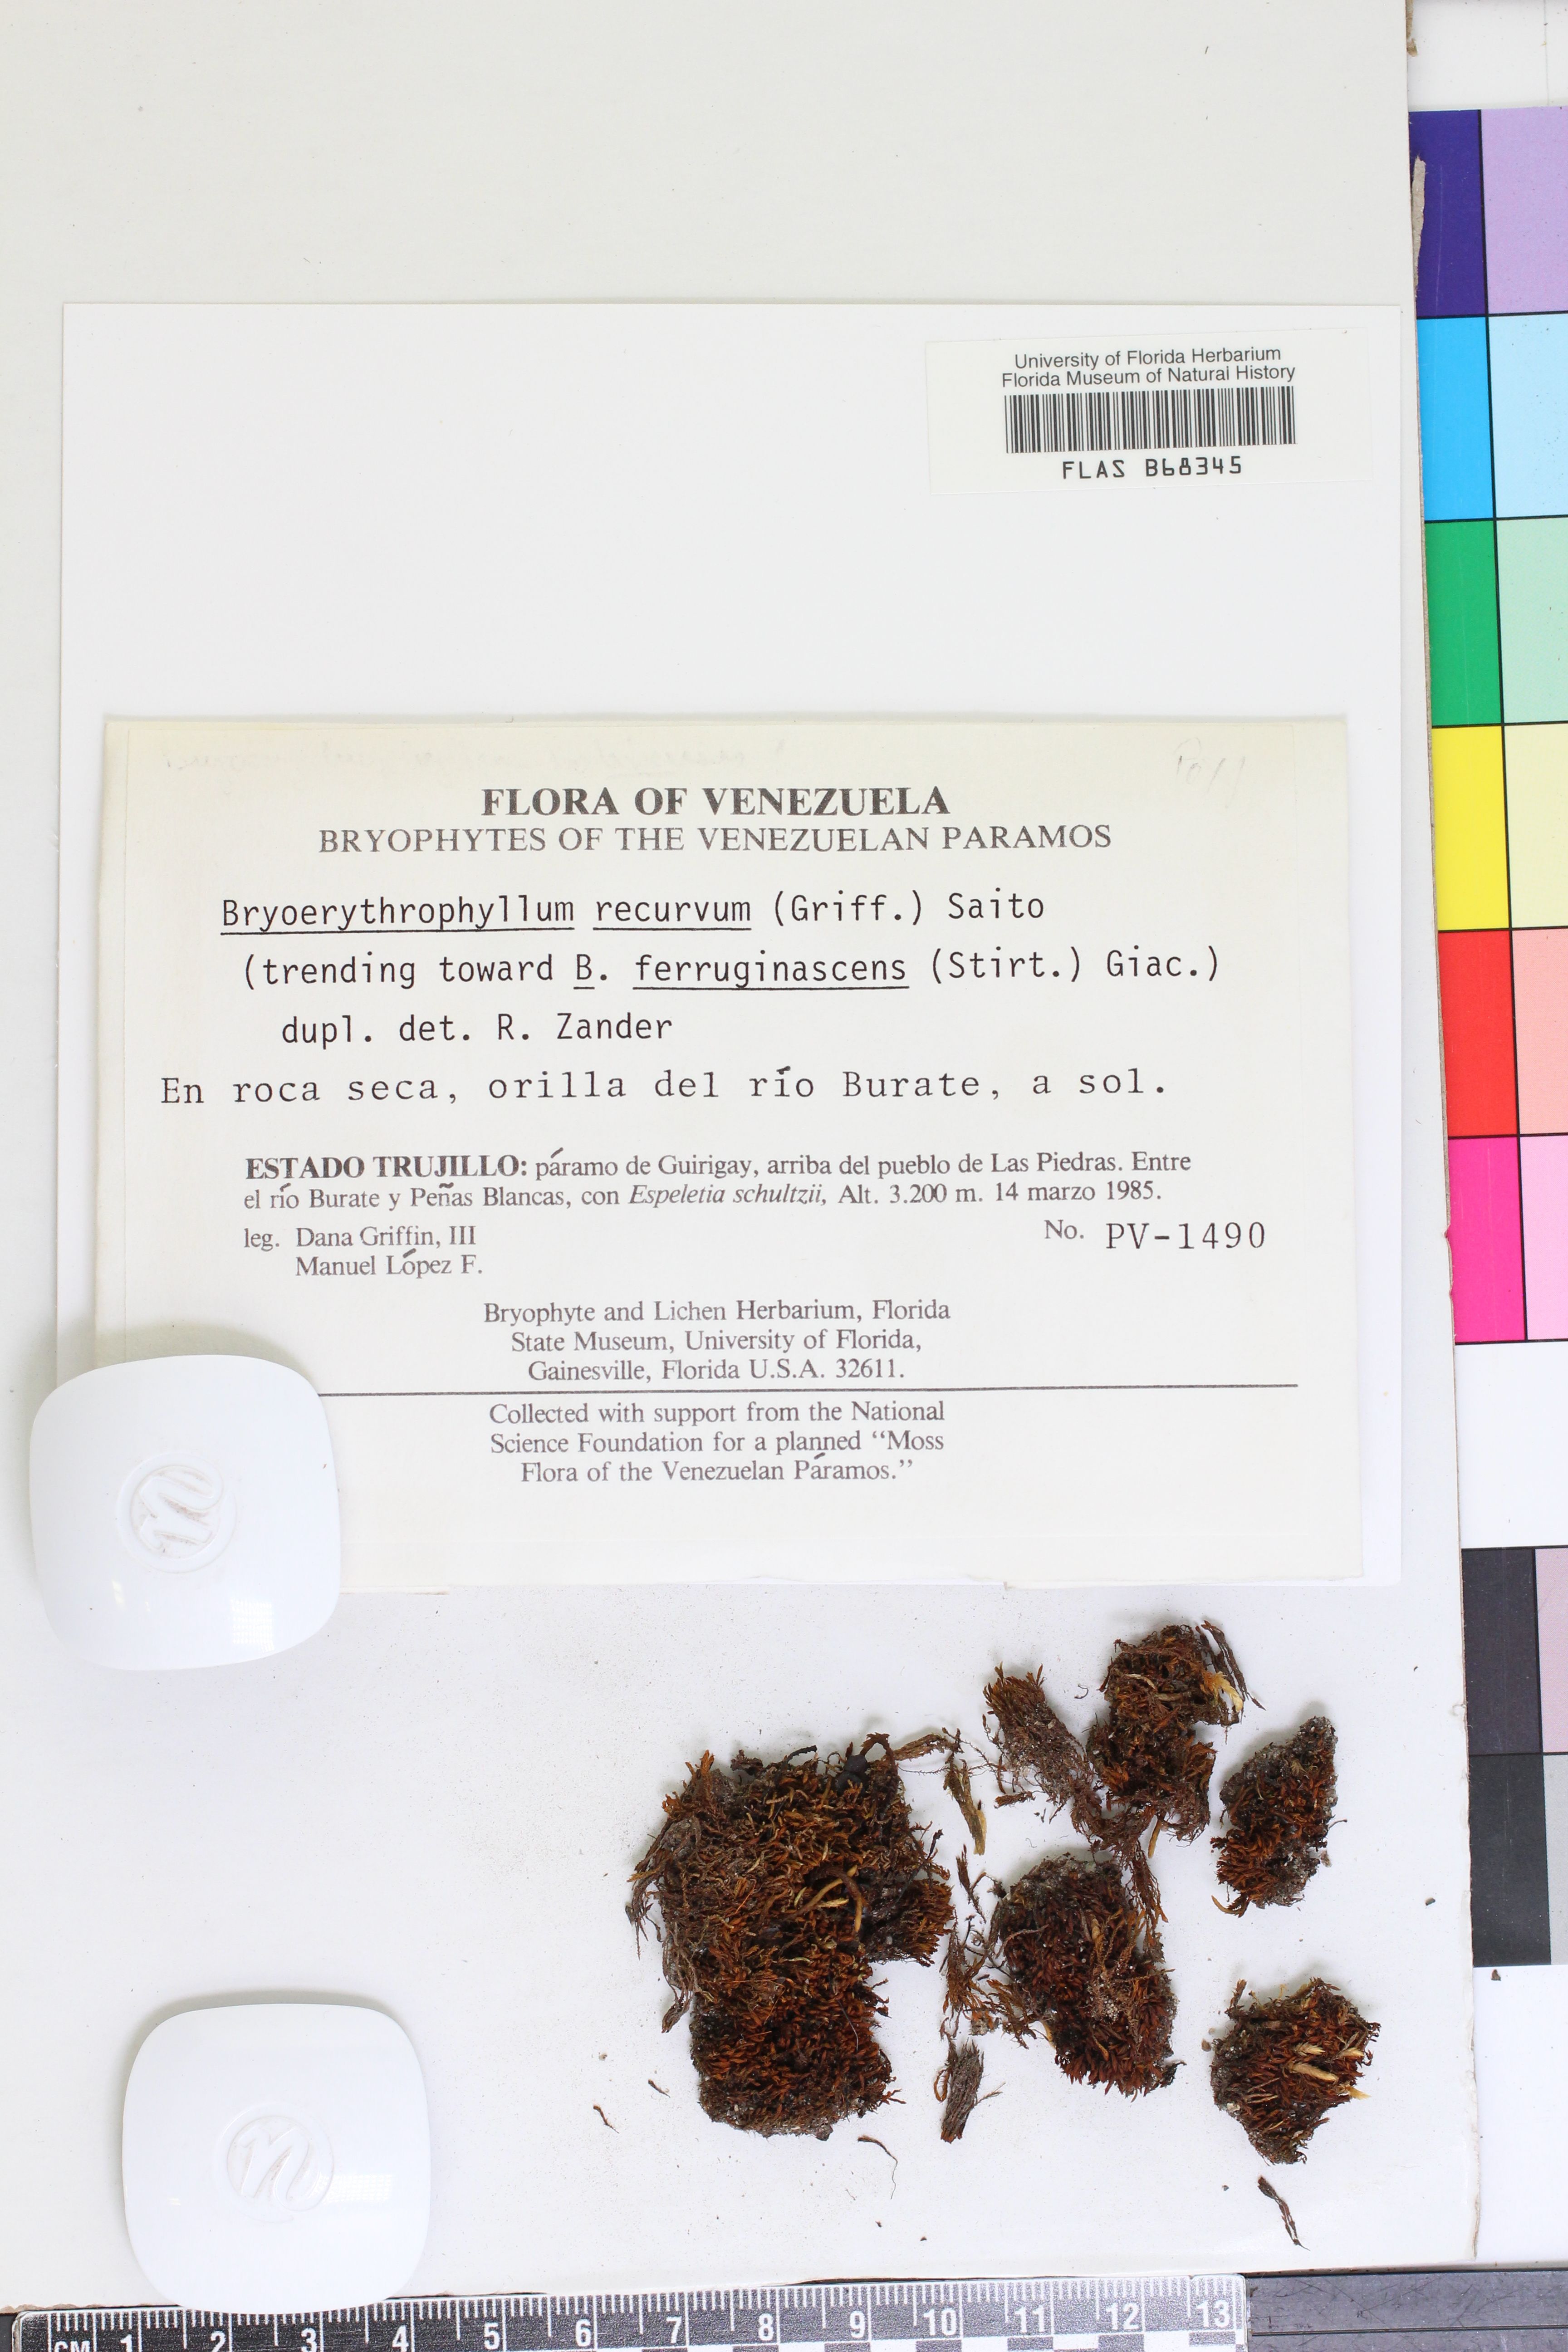 University of Florida Herbarium
Florida Museum of Natural History
FLAS B68345
FLORA OF VENEZUELA
BRYOPHYTES OF THE VENEZUELAN PARAMOS
Bryoerythrophyllum recurvum (Griff.) Saito
(trending toward B. ferruginascens (Stirt.) Giac.)
dupl. det. R. Zander
En roca seca, orilla del río Burate, a sol.
ESTADO TRUJILLO: páramo de Guirigay, arriba del pueblo de Las Piedras. Entre
el río Burate y Peñas Blancas, con Espeletia schultzii, Alt. 3.200 m. 14 marzo 1985.
leg. Dana Griffin, III No. PV-1490
Manuel López F.
Bryophyte and Lichen Herbarium, Florida
State Museum, University of Florida,
Gainesville, Florida U.S.A. 32611.
Collected with support from the National
Science Foundation for a planned “Moss
Flora of the Venezuelan Páramos.”
CM 1 2 3 4 5 6 7 8 9 10 11 12 13